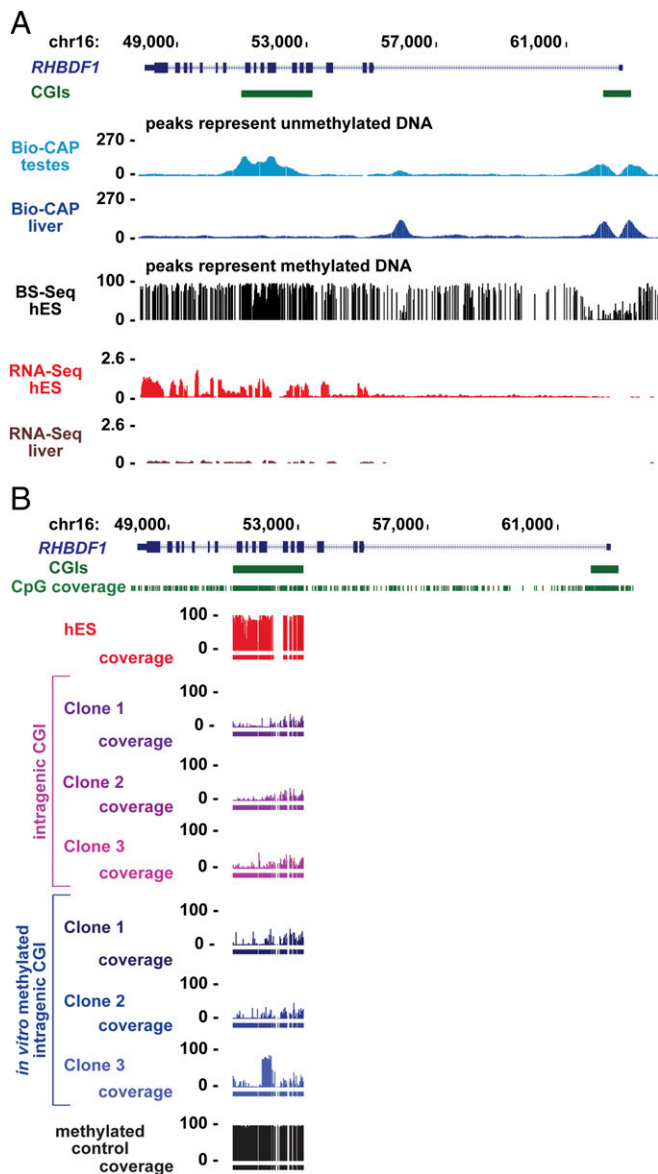 A
chr16: 49,000 53,000 57,000 61,000
RHBDF1
CGIs
peaks represent unmethylated DNA
Bio-CAP testes 270 0
Bio-CAP liver 270 0
peaks represent methylated DNA
BS-Seq hES 100 0
RNA-Seq hES 2.6 0
RNA-Seq liver 2.6 0
B
chr16: 49,000 53,000 57,000 61,000
RHBDF1
CGIs
CpG coverage
hES 100 0
coverage
intragenic CGI
Clone 1 100 0
coverage
Clone 2 100 0
coverage
Clone 3 100 0
coverage
in vitro methylated
intragenic CGI
Clone 1 100 0
coverage
Clone 2 100 0
coverage
Clone 3 100 0
coverage
methylated control 100 0
coverage